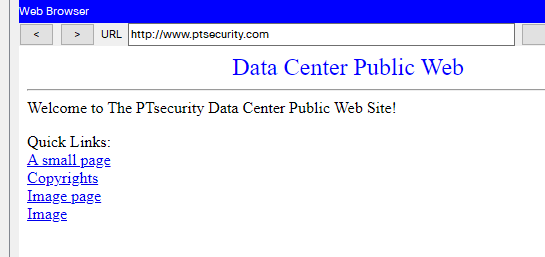 Web Browser
< > URL http://www.ptsecurity.com
Data Center Public Web
Welcome to The PTsecurity Data Center Public Web Site!
Quick Links:
A small page
Copyrights
Image page
Image